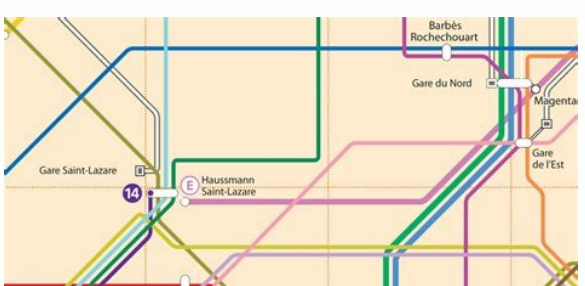 Barbès
Rochechouart
Gare du Nord
Magenta
Gare Saint-Lazare
14
E
Haussmann
Saint-Lazare
Gare
de l'Est